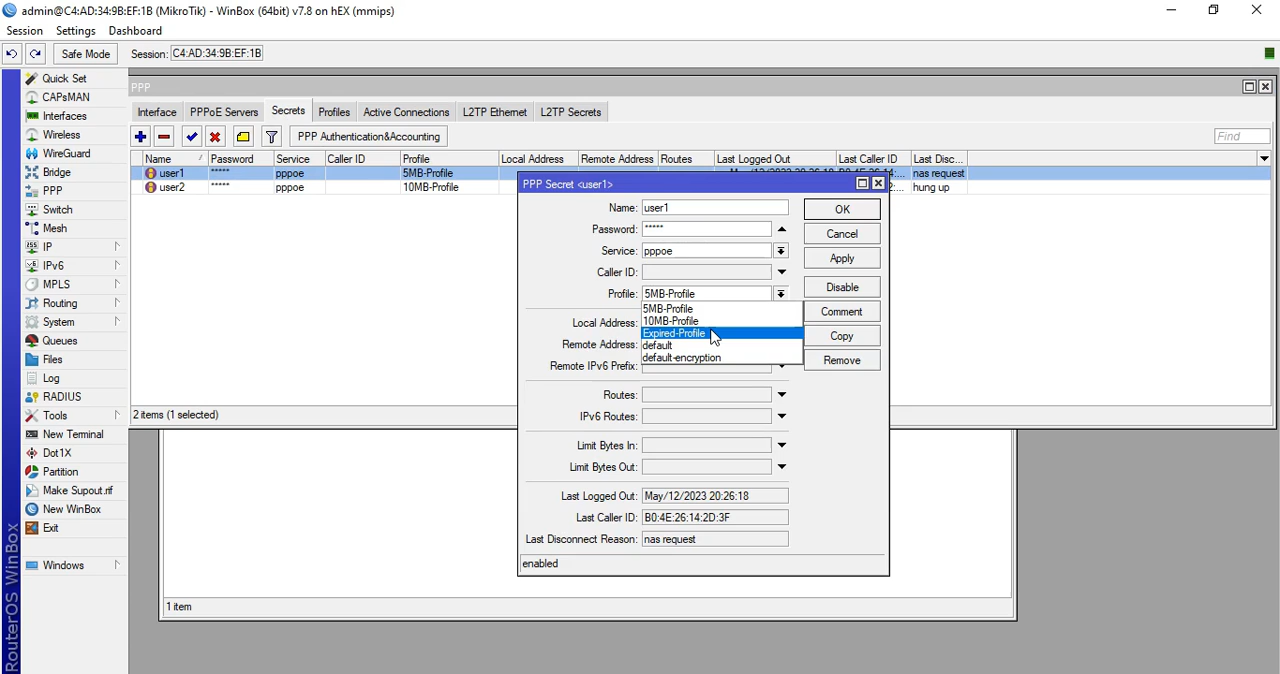 admin@C4:AD:34:9B:EF:1B (MikroTik) - WinBox (64bit) v7.8 on hEX (mmips)
Session Settings Dashboard
Safe Mode Session: C4:AD:34:9B:EF:1B
Quick Set
CAPsMAN
Interfaces
Wireless
WireGuard
Bridge
PPP
Switch
Mesh
IP
IPv6
MPLS
Routing
System
Queues
Files
Log
RADIUS
Tools
New Terminal
Dot1X
Partition
Make Supout.rif
New WinBox
Exit
Windows
RouterOS WinBox
PPP
Interface PPPoE Servers Secrets Profiles Active Connections L2TP Ethernet L2TP Secrets
PPP Authentication&Accounting Find
Name Password Service Caller ID Profile Local Address Remote Address Routes Last Logged Out Last Caller ID Last Disc...
user1 ***** pppoe 5MB-Profile nas request
user2 ***** pppoe 10MB-Profile hung up
2 items (1 selected)
1 item
PPP Secret <user1>
Name: user1
Password: *****
Service: pppoe
Caller ID:
Profile: 5MB-Profile
5MB-Profile
10MB-Profile
Expired-Profile
default
default-encryption
Local Address:
Remote Address:
Remote IPv6 Prefix:
Routes:
IPv6 Routes:
Limit Bytes In:
Limit Bytes Out:
Last Logged Out: May/12/2023 20:26:18
Last Caller ID: B0:4E:26:14:2D:3F
Last Disconnect Reason: nas request
enabled
OK
Cancel
Apply
Disable
Comment
Copy
Remove